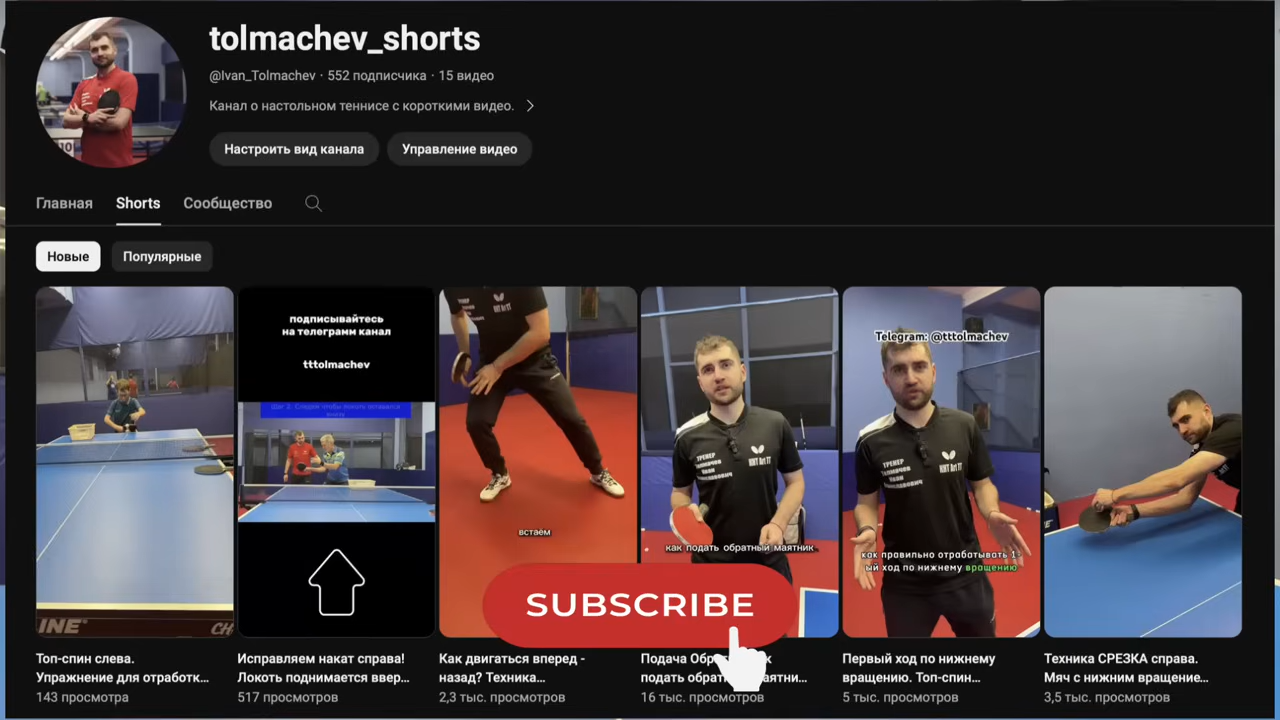 tolmachev_shorts
@Ivan_Tolmachev · 552 подписчика · 15 видео
Канал о настольном теннисе с короткими видео.
Настроить вид канала
Управление видео
Главная
Shorts
Сообщество
Новые
Популярные
подписывайтесь
на телеграмм канал
tttolmachev
встаём
как подать обратный маятник
Telegram: @tttolmachev
ТРЕНЕР
как правильно отрабатывать 1-
ый ход по нижнему вращению
SUBSCRIBE
Топ-спин слева.
Упражнение для отработк...
143 просмотра
Исправляем накат справа!
Локоть поднимается ввер...
517 просмотров
Как двигаться вперед -
назад? Техника...
2,3 тыс. просмотров
Подача
16 тыс. просмотров
Первый ход по нижнему
вращению. Топ-спин...
5 тыс. просмотров
Техника СРЕЗКА справа.
Мяч с нижним вращение...
3,5 тыс. просмотров